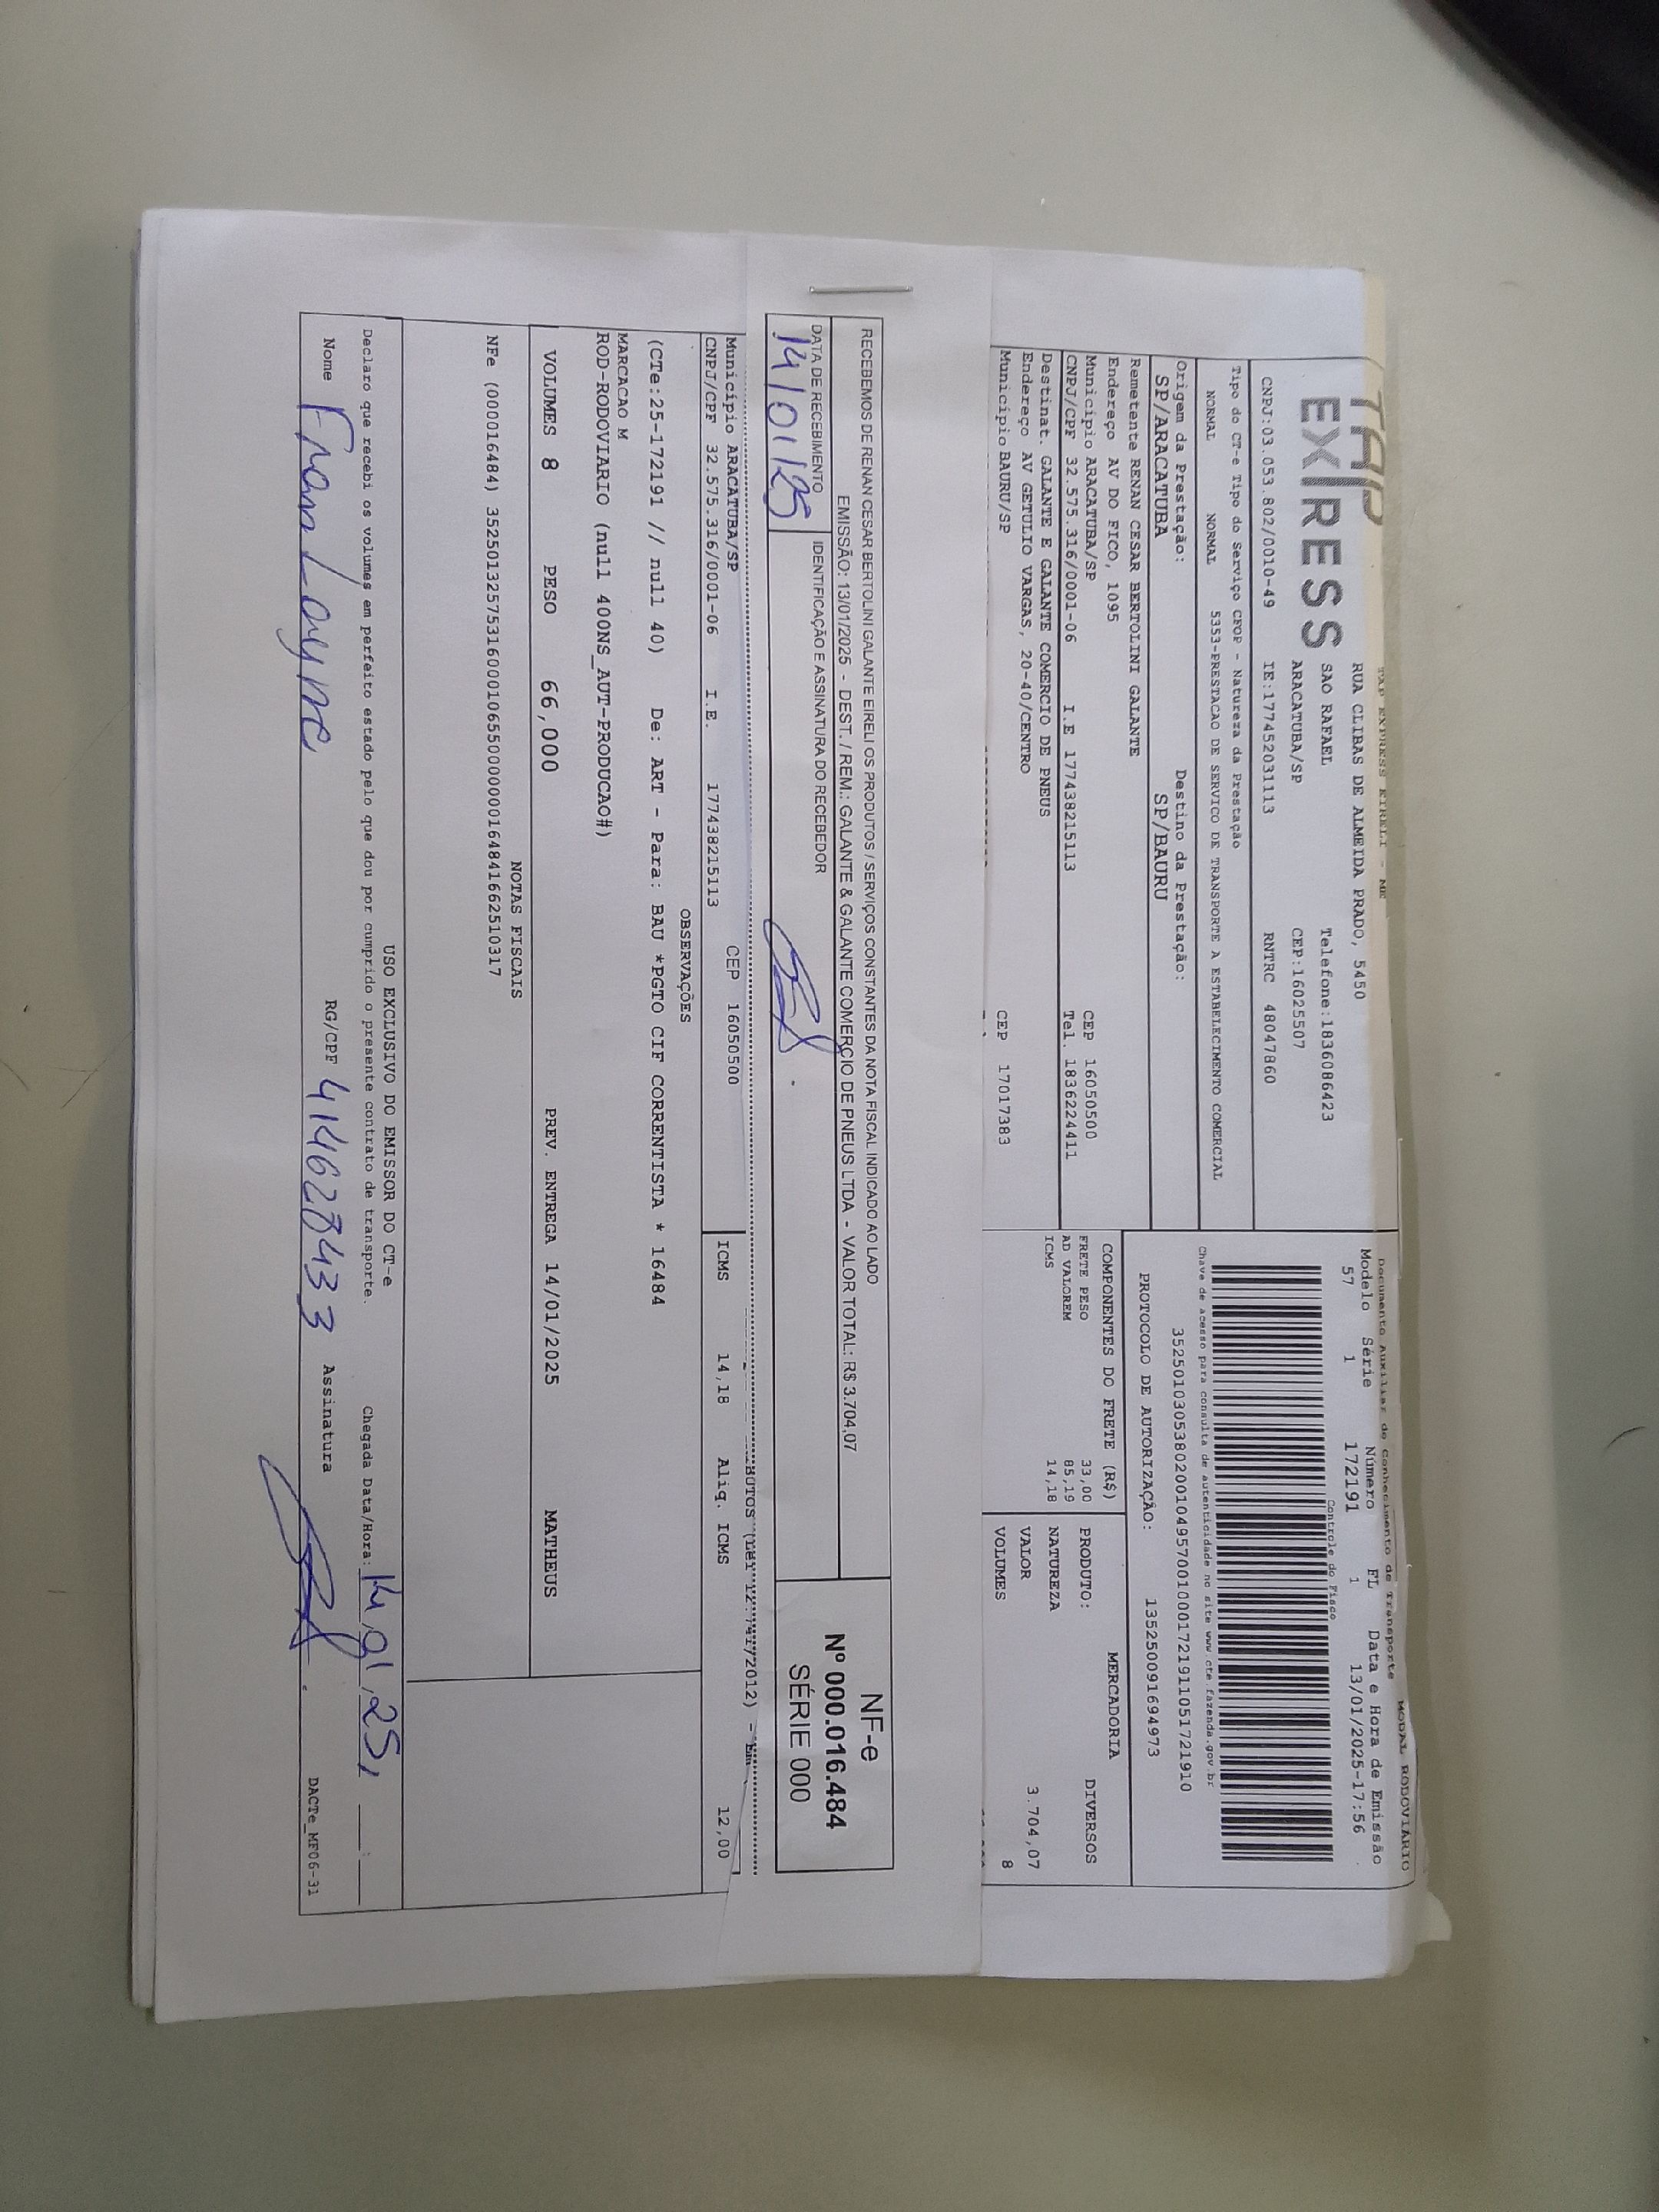 TAP EXPRESS EIRELI - ME
TAP
EXPRESS
RUA CLIBAS DE ALMEIDA PRADO, 5450
SAO RAFAEL Telefone:1836086423
ARACATUBA/SP CEP:16025507
CNPJ:03.053.802/0010-49 IE:177452031113 RNTRC 48047860
MODAL RODOVIÁRIO
Documento Auxiliar do Conhecimento de Transporte
Modelo Série Número FL Data e Hora de Emissão
57 1 172191 1 13/01/2025-17:56
Controle do Fisco
Chave de acesso para consulta de autenticidade no site www.cte.fazenda.gov.br
35250103053802001049570010001721911051721910
PROTOCOLO DE AUTORIZAÇÃO: 135250091694973
Tipo do CT-e Tipo do Serviço CFOP - Natureza da Prestação
NORMAL NORMAL 5353-PRESTACAO DE SERVICO DE TRANSPORTE A ESTABELECIMENTO COMERCIAL
Origem da Prestação: Destino da Prestação:
SP/ARACATUBA SP/BAURU
Remetente RENAN CESAR BERTOLINI GALANTE
Endereço AV DO FICO, 1095
Município ARACATUBA/SP CEP 16050500
CNPJ/CPF 32.575.316/0001-06 I.E 177438215113 Tel. 1836224411
Destinat. GALANTE E GALANTE COMERCIO DE PNEUS
Endereço AV GETULIO VARGAS, 20-40/CENTRO
Município BAURU/SP CEP 17017383
COMPONENTES DO FRETE (R$)
FRETE PESO 33,00
AD VALOREM 85,19
ICMS 14,18
MERCADORIA
PRODUTO: DIVERSOS
NATUREZA
VALOR 3.704,07
VOLUMES 8
RECEBEMOS DE RENAN CESAR BERTOLINI GALANTE EIRELI OS PRODUTOS / SERVIÇOS CONSTANTES DA NOTA FISCAL INDICADO AO LADO
EMISSÃO: 13/01/2025 - DEST. / REM.: GALANTE & GALANTE COMERCIO DE PNEUS LTDA - VALOR TOTAL: R$ 3.704,07
DATA DE RECEBIMENTO IDENTIFICAÇÃO E ASSINATURA DO RECEBEDOR
14/01/25
NF-e
Nº 000.016.484
SÉRIE 000
Município ARACATUBA/SP CEP 16050500
CNPJ/CPF 32.575.316/0001-06 I.E. 177438215113
ICMS 14,18 Aliq. ICMS 12,00
OBSERVAÇÕES
(CTe:25-172191 // null 40) De: ART - Para: BAU *PGTO CIF CORRENTISTA * 16484
MARCACAO M
ROD-RODOVIARIO (null 400NS_AUT-PRODUCAO#)
VOLUMES 8 PESO 66,000 PREV. ENTREGA 14/01/2025 MATHEUS
NOTAS FISCAIS
NFe (000016484) 35250132575316000106550000000164841662510317
USO EXCLUSIVO DO EMISSOR DO CT-e
Declaro que recebi os volumes em perfeito estado pelo que dou por cumprido o presente contrato de transporte. Chegada Data/Hora: 14,01,25, __:__
Nome Fran Layne RG/CPF 414628433 Assinatura
DACTe_MF06-31